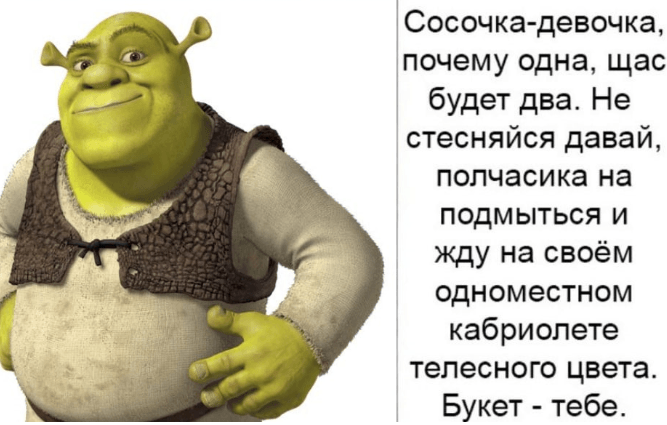 Сосочка-девочка,
почему одна, щас
будет два. Не
стесняйся давай,
полчасика на
подмыться и
жду на своём
одноместном
кабриолете
телесного цвета.
Букет - тебе.